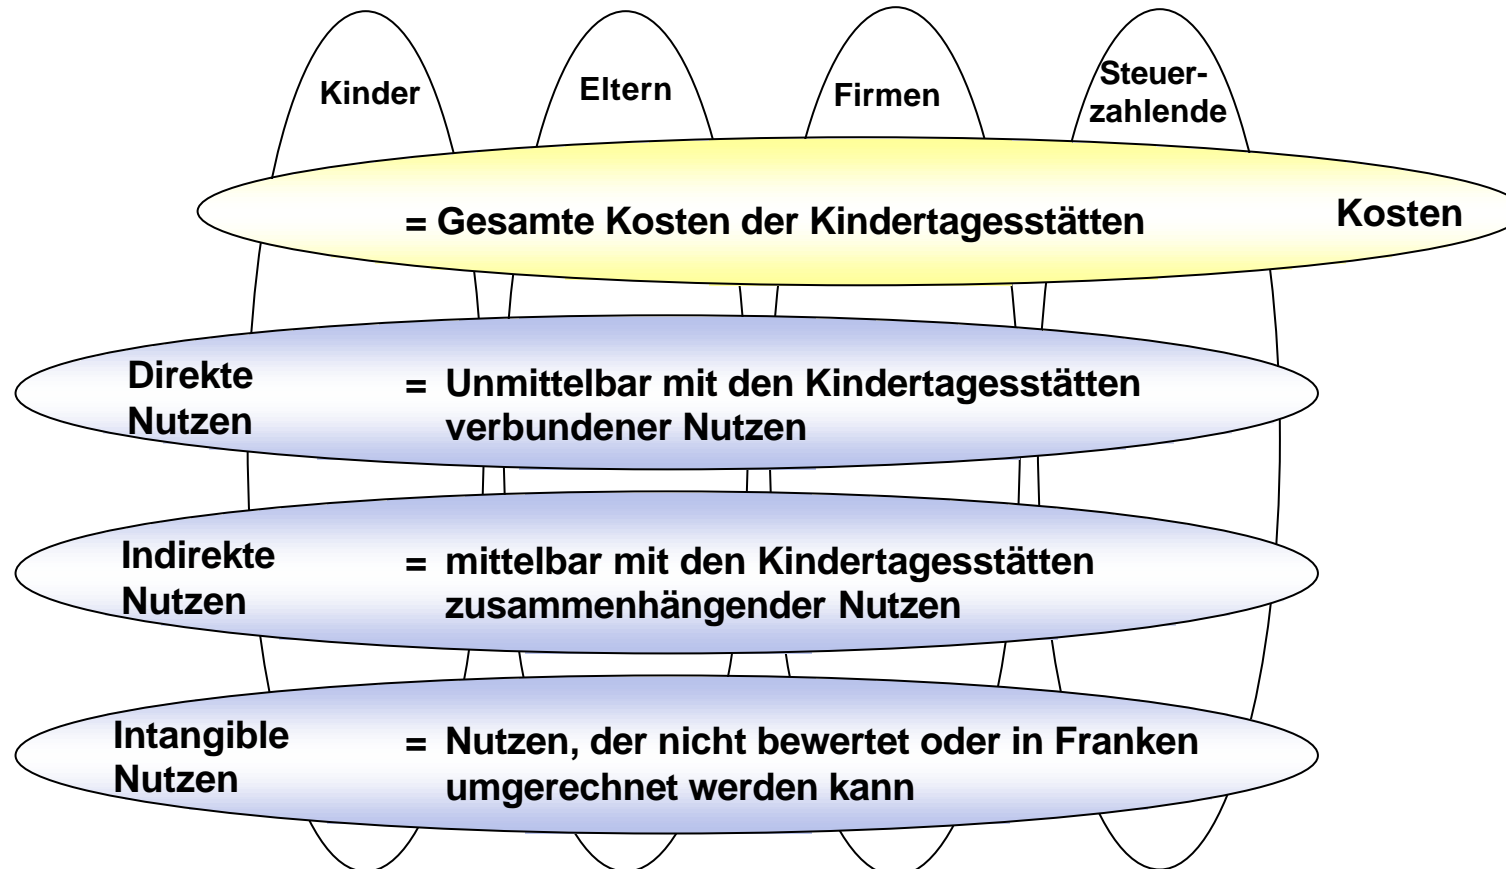 Kinder
Eltern
Firmen
Steuer-
zahlende
= Gesamte Kosten der Kindertagesstätten
Kosten
Direkte
Nutzen
= Unmittelbar mit den Kindertagesstätten
verbundener Nutzen
Indirekte
Nutzen
= mittelbar mit den Kindertagesstätten
zusammenhängender Nutzen
Intangible
Nutzen
= Nutzen, der nicht bewertet oder in Franken
umgerechnet werden kann